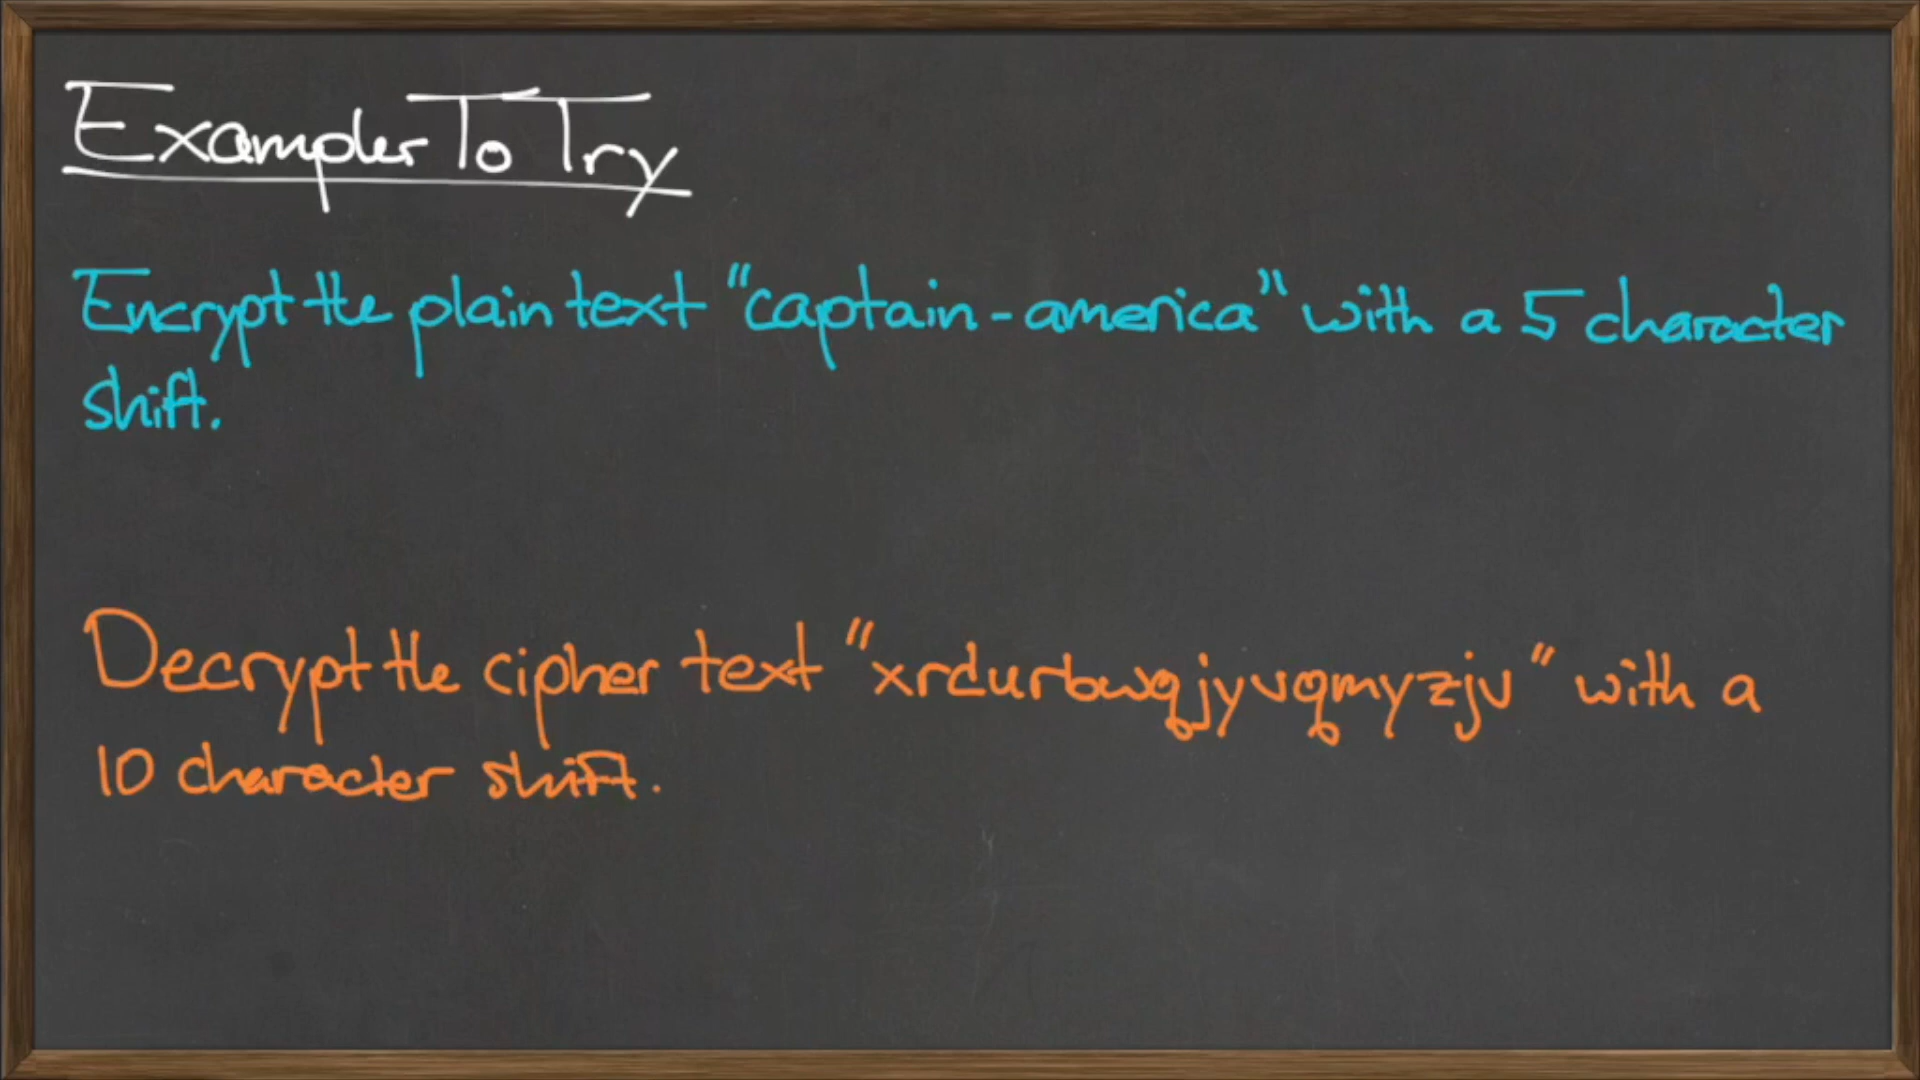 Examples To Try
Encrypt the plain text "captain-america" with a 5 character
shift.
Decrypt the cipher text "xrdurbwqjyvqmyzjv" with a
10 character shift.